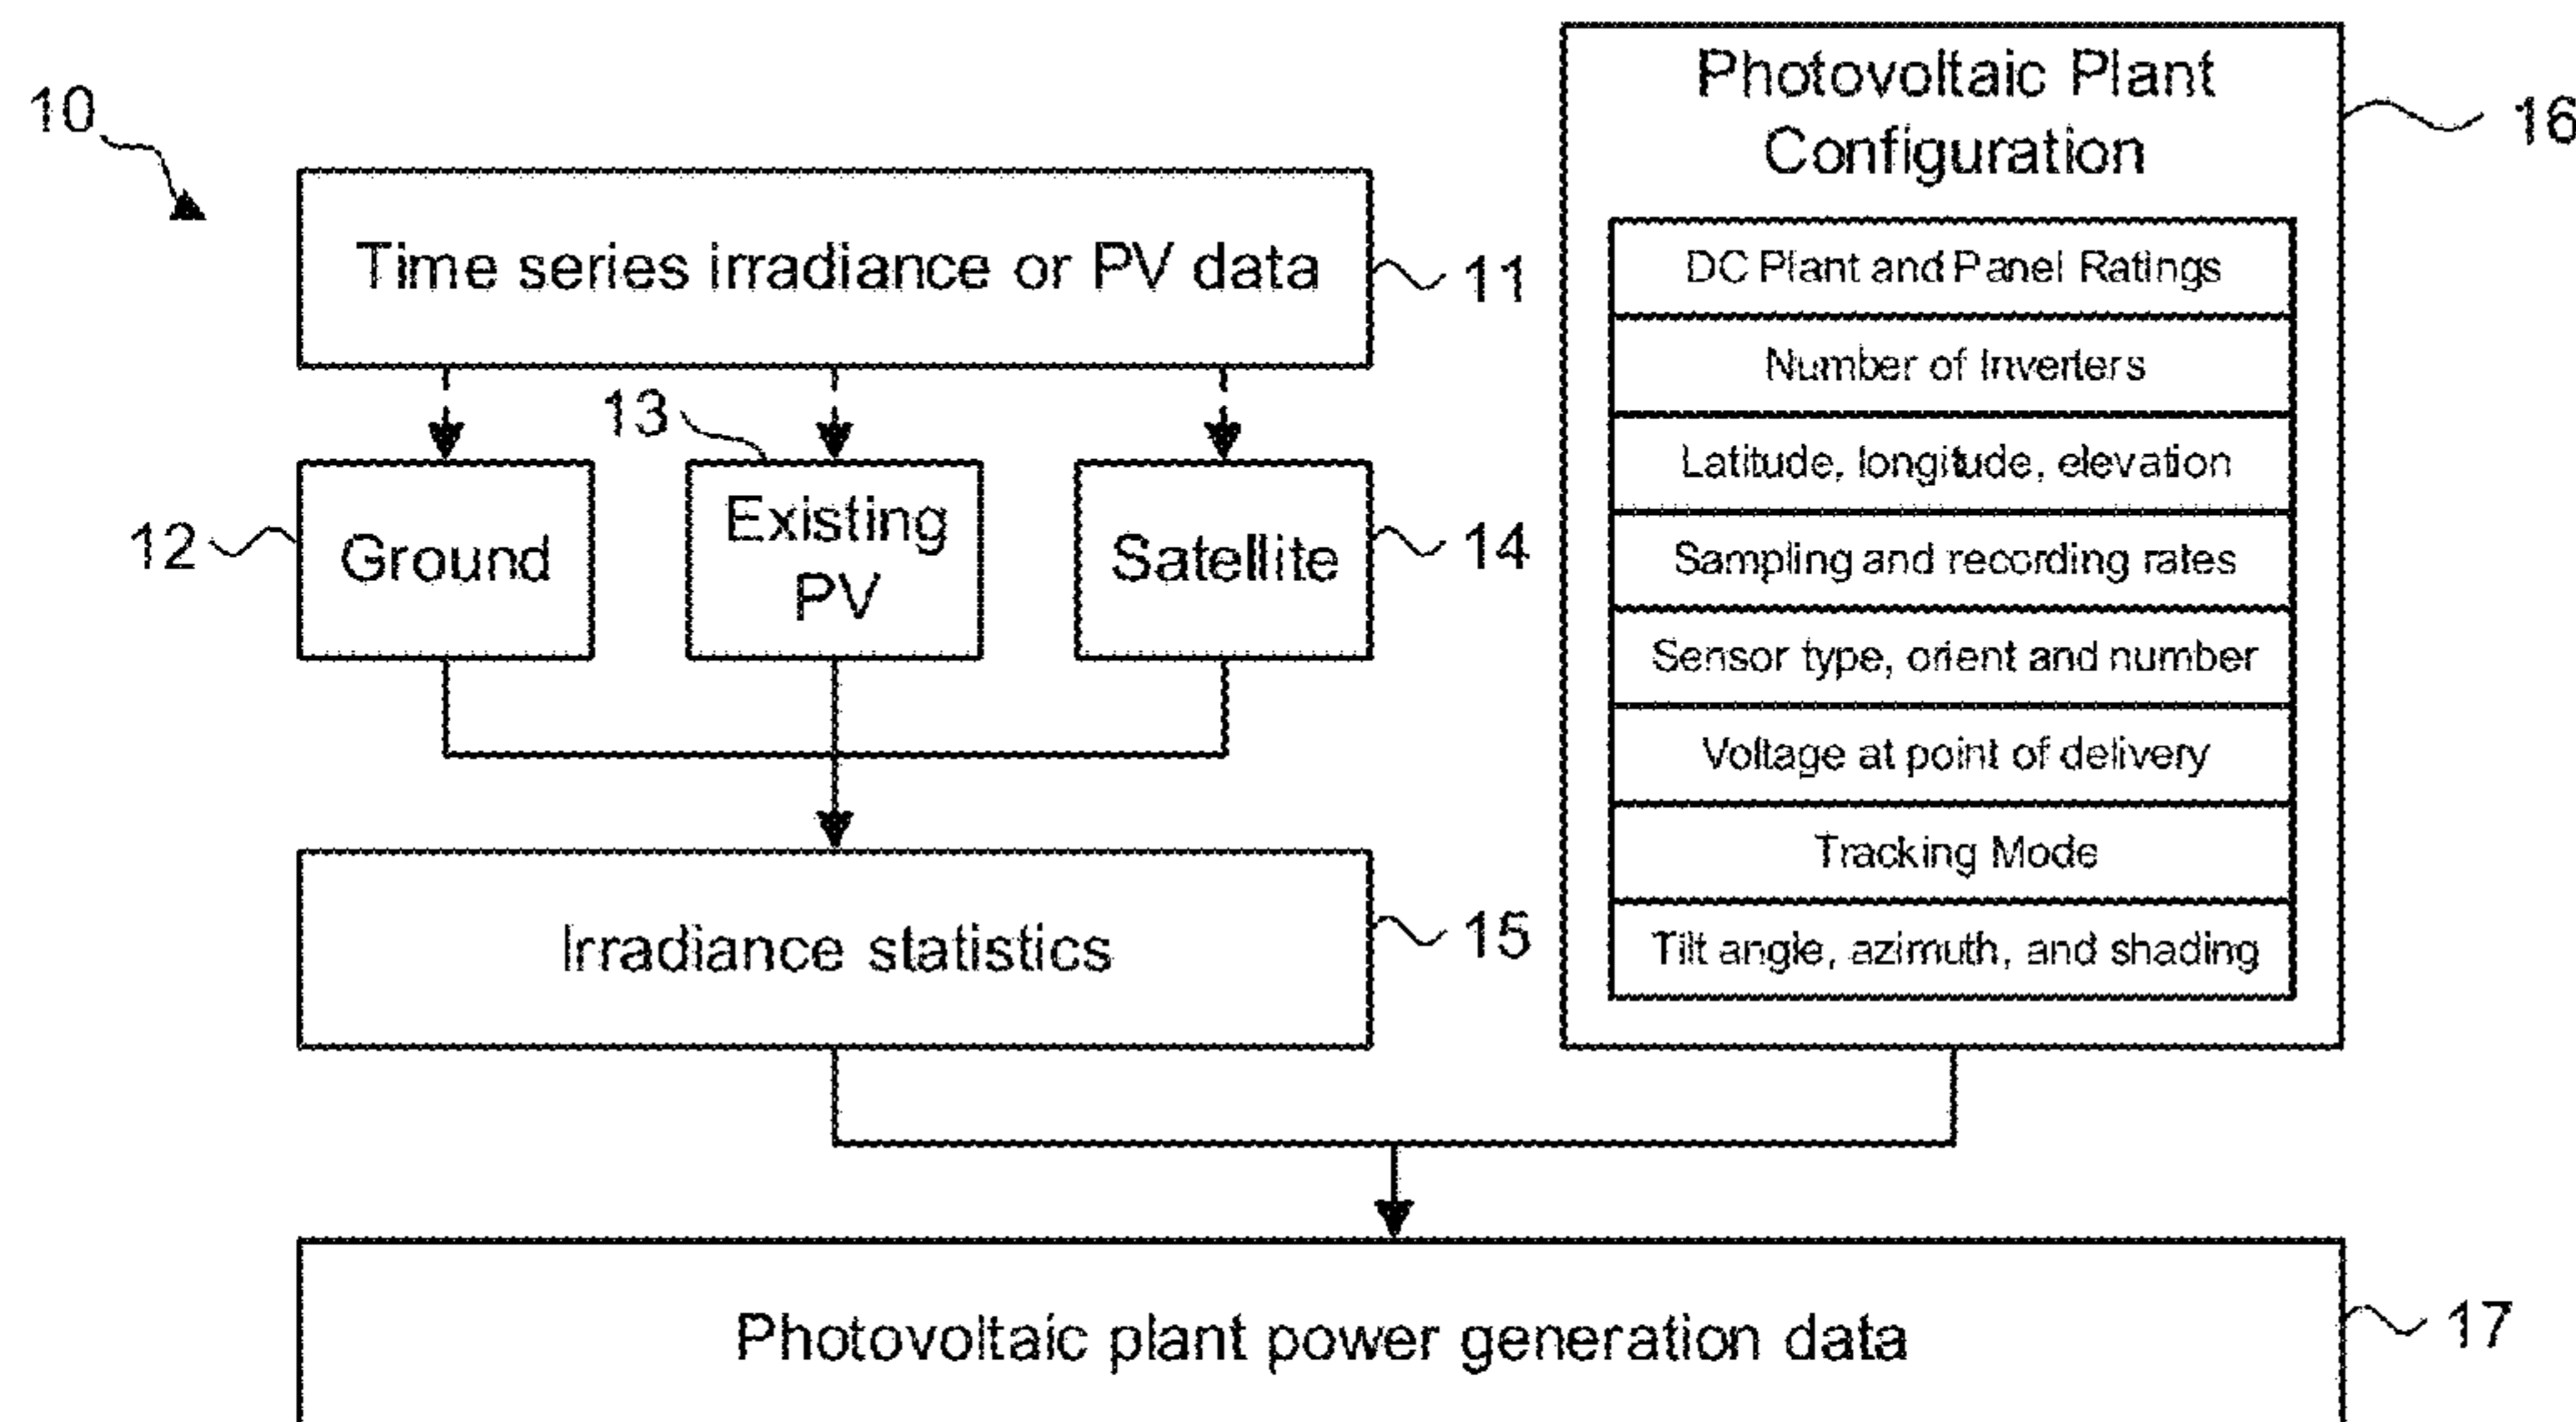 10
Time series irradiance or PV data
11
12
Ground
13
Existing
PV
Satellite
14
Irradiance statistics
15
Photovoltaic Plant
Configuration
16
DC Plant and Panel Ratings
Number of Inverters
Latitude, longitude, elevation
Sampling and recording rates
Sensor type, orient and number
Voltage at point of delivery
Tracking Mode
Tilt angle, azimuth, and shading
Photovoltaic plant power generation data
17